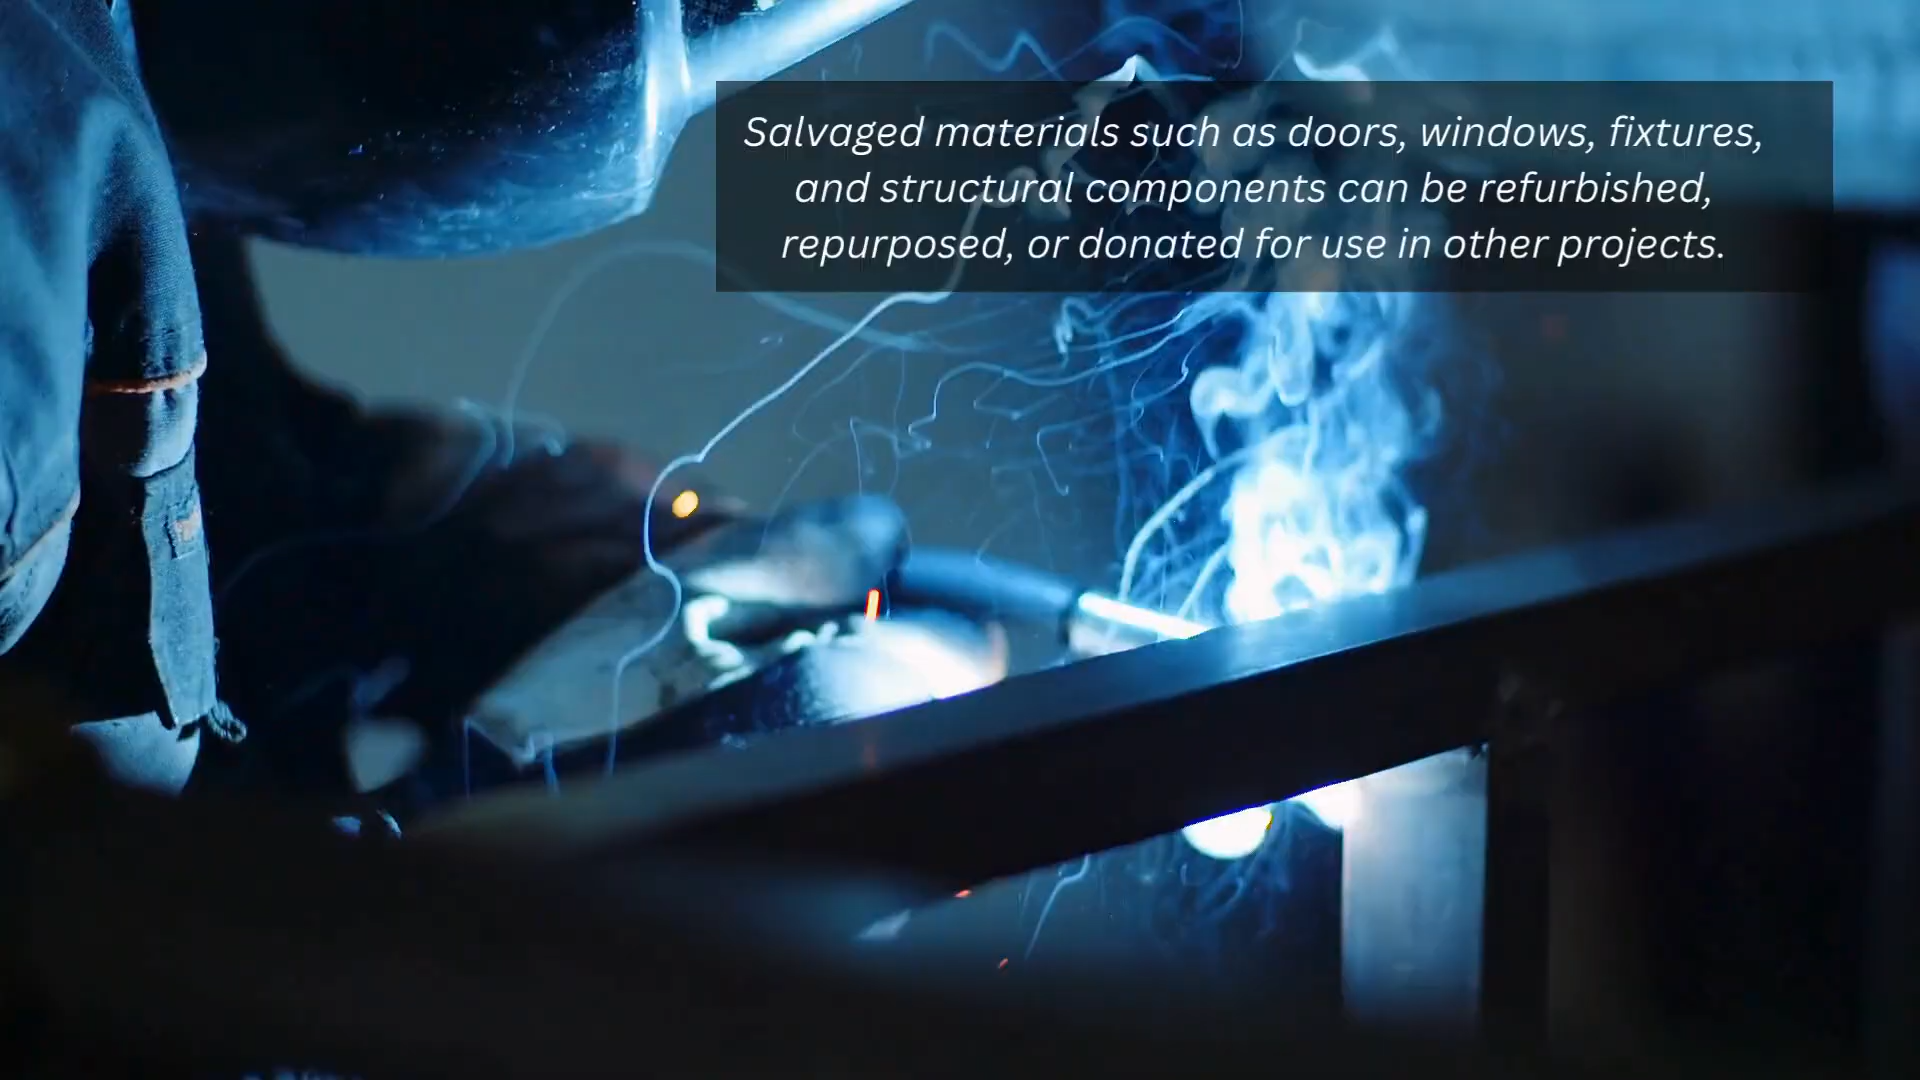 Salvaged materials such as doors, windows, fixtures,
and structural components can be refurbished,
repurposed, or donated for use in other projects.